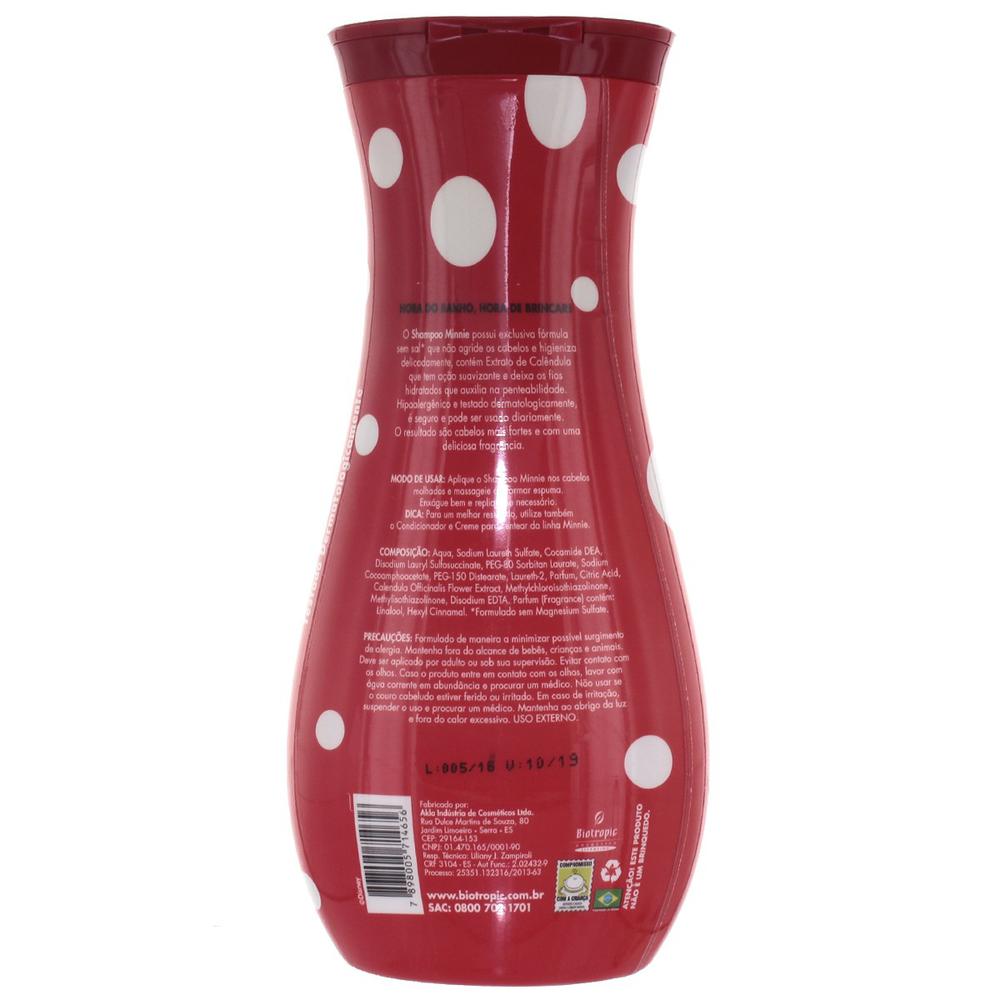 HORA DO BANHO, HORA DE BRINCAR!
O Shampoo Minnie possui exclusiva fórmula
sem sal* que não agride os cabelos e higieniza
delicadamente, contém Extrato de Calêndula
que tem ação suavizante e deixa os fios
hidratados que auxilia na penteabilidade.
Hipoalergênico e testado dermatologicamente,
é seguro e pode ser usado diariamente.
O resultado são cabelos mais fortes e com uma
deliciosa fragrância.
MODO DE USAR: Aplique o Shampoo Minnie nos cabelos
molhados e massageie até formar espuma.
Enxágue bem e replique se necessário.
DICA: Para um melhor resultado, utilize também
o Condicionador e Creme para Pentear da linha Minnie.
COMPOSIÇÃO: Aqua, Sodium Laureth Sulfate, Cocamide DEA,
Disodium Lauryl Sulfosuccinate, PEG-80 Sorbitan Laurate, Sodium
Cocoamphoacetate, PEG-150 Distearate, Laureth-2, Parfum, Citric Acid,
Calendula Officinalis Flower Extract, Methylchloroisothiazolinone,
Methylisothiazolinone, Disodium EDTA, Parfum (Fragrance) contém:
Linalool, Hexyl Cinnamal. *Formulado sem Magnesium Sulfate.
PRECAUÇÕES: Formulado de maneira a minimizar possível surgimento
de alergia. Mantenha fora do alcance de bebês, crianças e animais.
Deve ser aplicado por adulto ou sob sua supervisão. Evitar contato com
os olhos. Caso o produto entre em contato com os olhos, lavar com
água corrente em abundância e procurar um médico. Não usar se
o couro cabeludo estiver ferido ou irritado. Em caso de irritação,
suspender o uso e procurar um médico. Mantenha ao abrigo da luz
e fora do calor excessivo. USO EXTERNO.
L:005/16 V:10/19
Fabricado por:
Akla Indústria de Cosméticos Ltda.
Rua Dulce Martins de Souza, 80
Jardim Limoeiro - Serra - ES
CEP: 29164-153
CNPJ: 01.470.165/0001-90
Resp. Técnica: Liliany J. Zampiroli
CRF 3104 - ES - Aut Func.: 2.02432-9
Processo: 25351.132316/2013-63
www.biotropic.com.br
SAC: 0800 702 1701
7 898005 714656
©Disney
Biotropic
COMPROMISSO
COM A CRIANÇA
ATENÇÃO! ESTE PRODUTO
NÃO É UM BRINQUEDO.
Testado Dermatologicamente